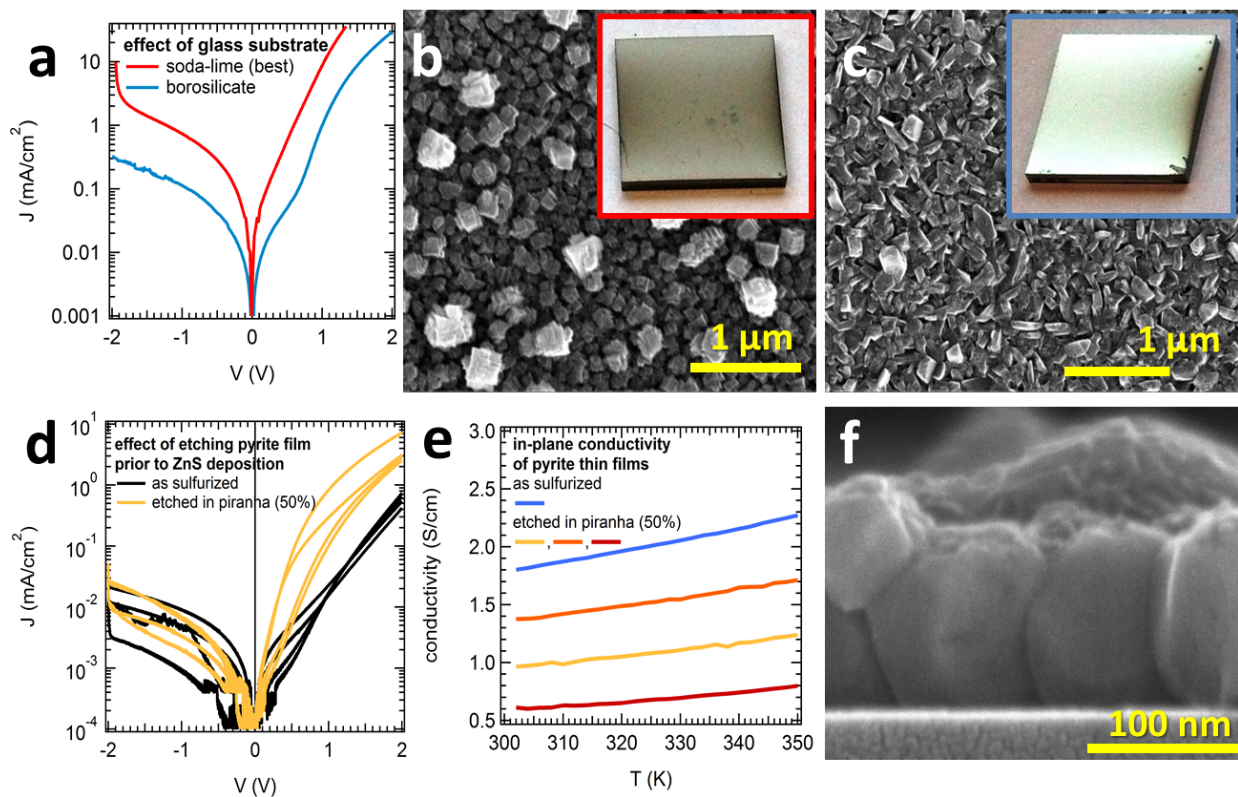 a
effect of glass substrate
soda-lime (best)
borosilicate
10
1
0.1
0.01
0.001
J (mA/cm²)
-2
-1
0
1
2
V (V)
b
1 µm
c
1 µm
d
effect of etching pyrite film
prior to ZnS deposition
as sulfurized
etched in piranha (50%)
10¹
10⁰
10⁻¹
10⁻²
10⁻³
10⁻⁴
J (mA/cm²)
-2
-1
0
1
2
V (V)
e
in-plane conductivity
of pyrite thin films
as sulfurized
etched in piranha (50%)
, ,
3.0
2.5
2.0
1.5
1.0
0.5
conductivity (S/cm)
300
310
320
330
340
350
T (K)
f
100 nm